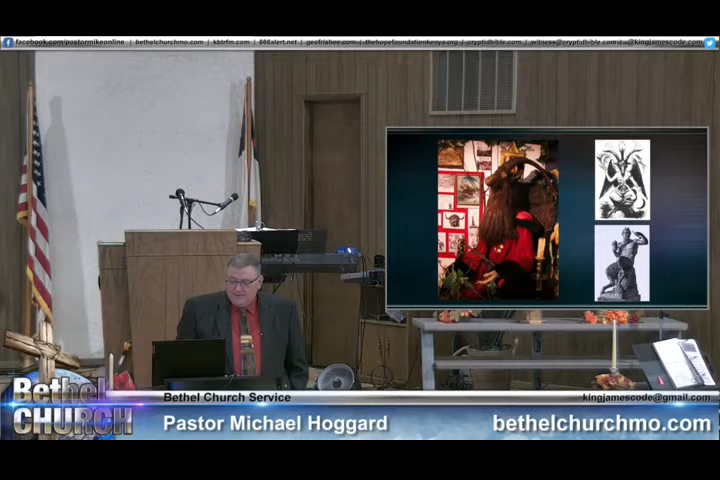 facebook.com/pastormikeonline | bethelchurchmo.com | kbtrfm.com | 666alert.net | geofrisbee.com | thehopefoundationkenya.org | cryptidbible.com | witness@cryptidbible.com | @kingjamescode.com
Bethel Church Service
kingjamescode@gmail.com
Bethel
CHURCH
Pastor Michael Hoggard
bethelchurchmo.com